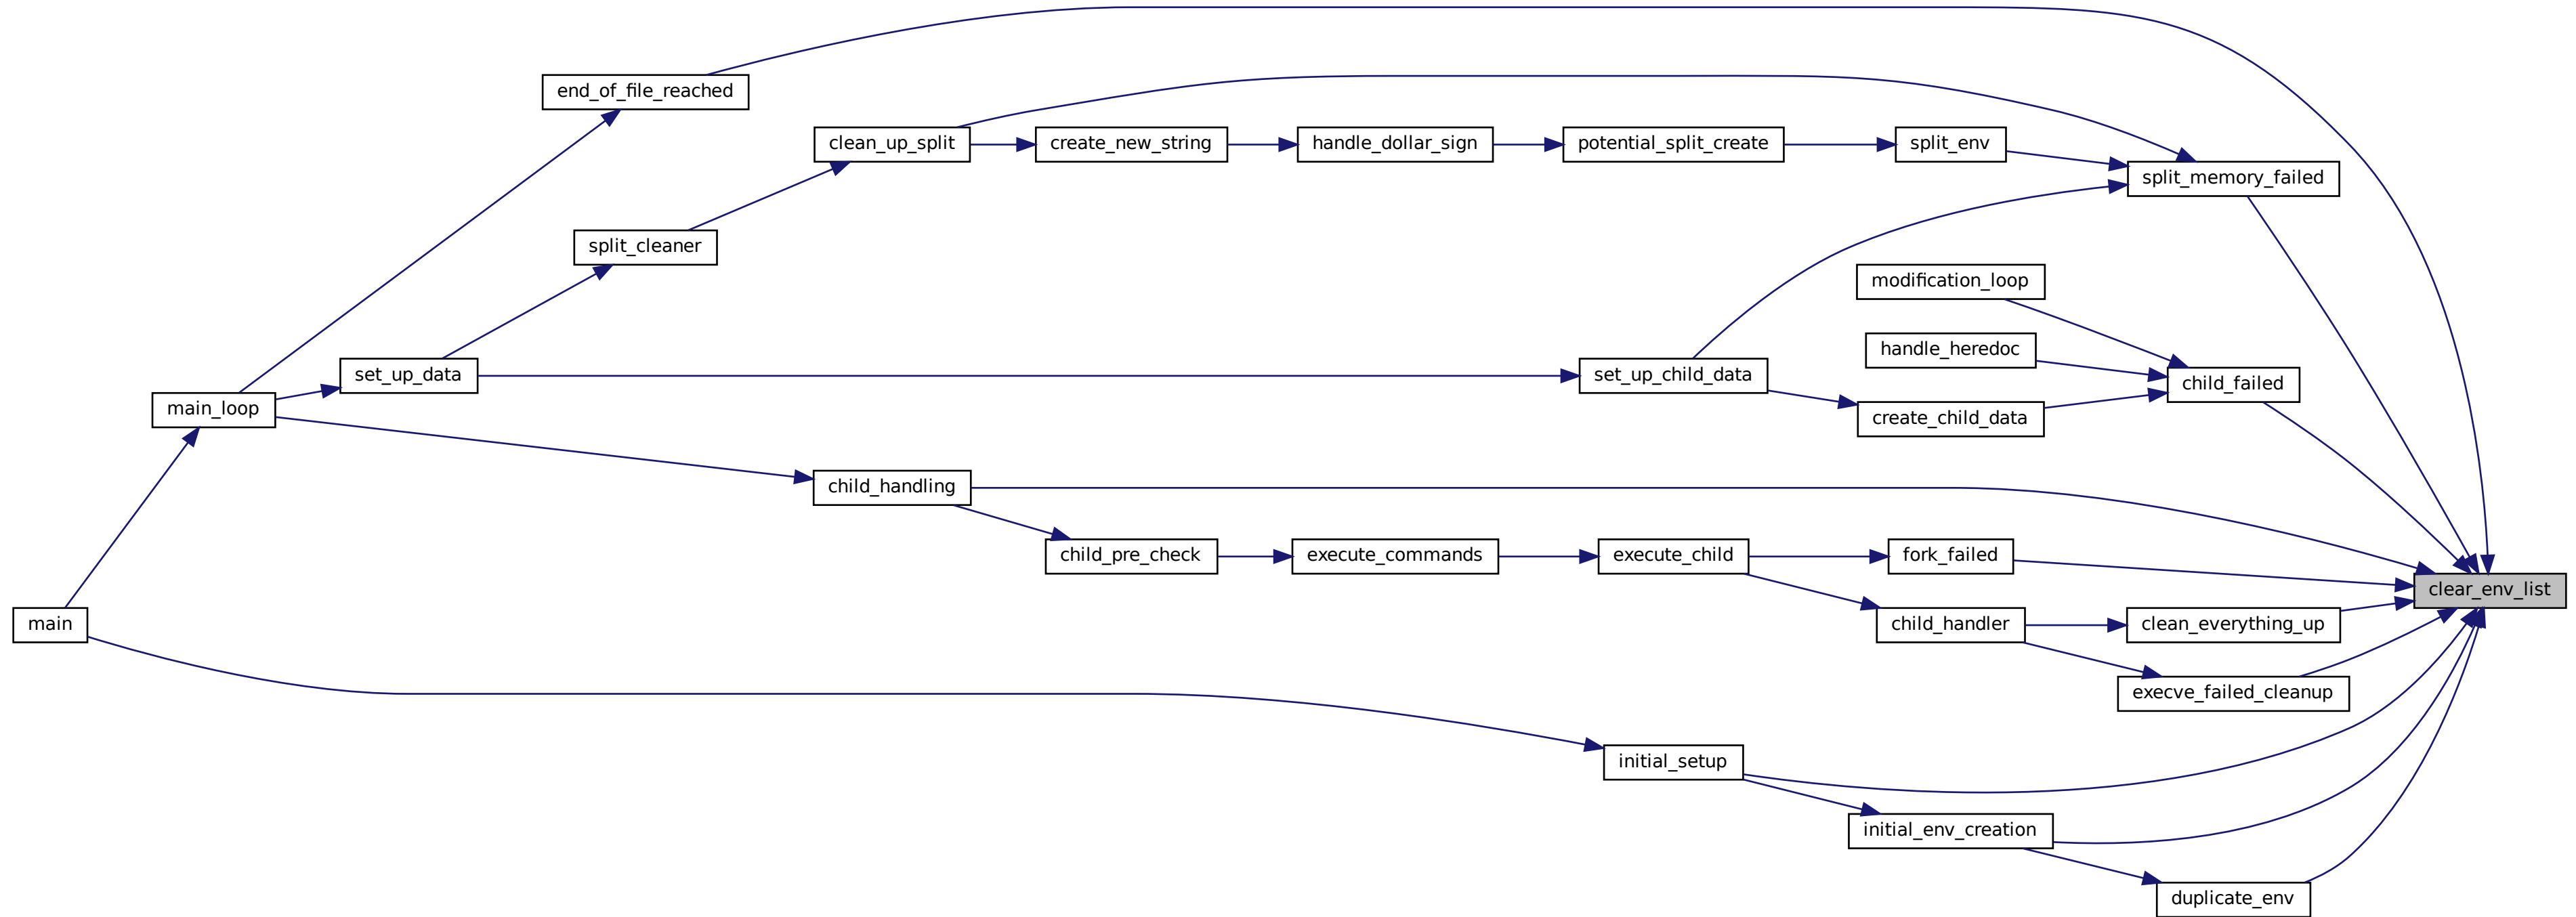 end_of_file_reached
clean_up_split
create_new_string
handle_dollar_sign
potential_split_create
split_env
split_memory_failed
split_cleaner
modification_loop
handle_heredoc
set_up_data
set_up_child_data
child_failed
main_loop
create_child_data
child_handling
child_pre_check
execute_commands
execute_child
fork_failed
clear_env_list
main
child_handler
clean_everything_up
execve_failed_cleanup
initial_setup
initial_env_creation
duplicate_env